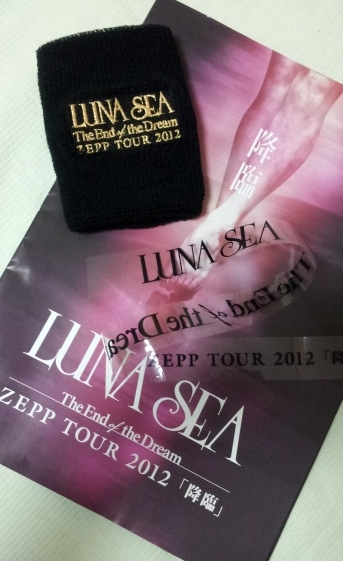 LUNA SEA
The End of the Dream
ZEPP TOUR 2012
降臨
LUNA SEA
The End of the Drea
ZEPP TOUR 2012「降
LUNA SEA
The End of the Dream
ZEPP TOUR 2012「降臨」